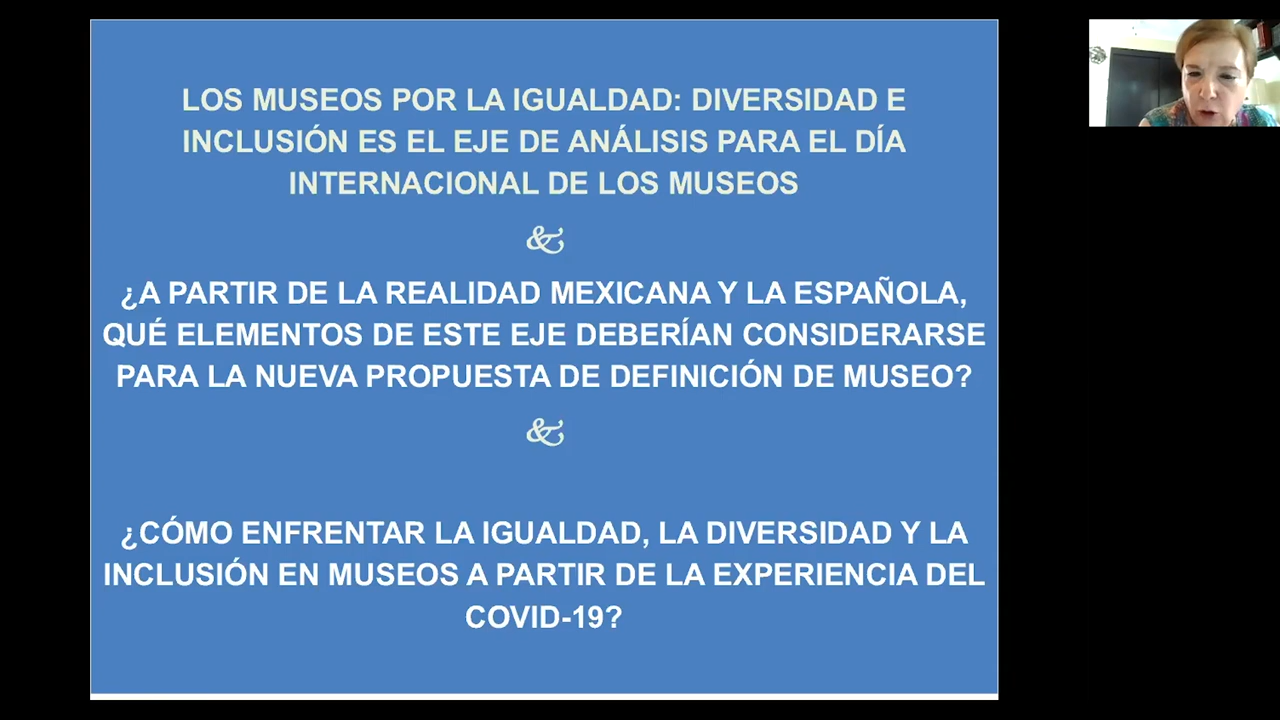 LOS MUSEOS POR LA IGUALDAD: DIVERSIDAD E
INCLUSIÓN ES EL EJE DE ANÁLISIS PARA EL DÍA
INTERNACIONAL DE LOS MUSEOS
&
¿A PARTIR DE LA REALIDAD MEXICANA Y LA ESPAÑOLA,
QUÉ ELEMENTOS DE ESTE EJE DEBERÍAN CONSIDERARSE
PARA LA NUEVA PROPUESTA DE DEFINICIÓN DE MUSEO?
&
¿CÓMO ENFRENTAR LA IGUALDAD, LA DIVERSIDAD Y LA
INCLUSIÓN EN MUSEOS A PARTIR DE LA EXPERIENCIA DEL
COVID-19?